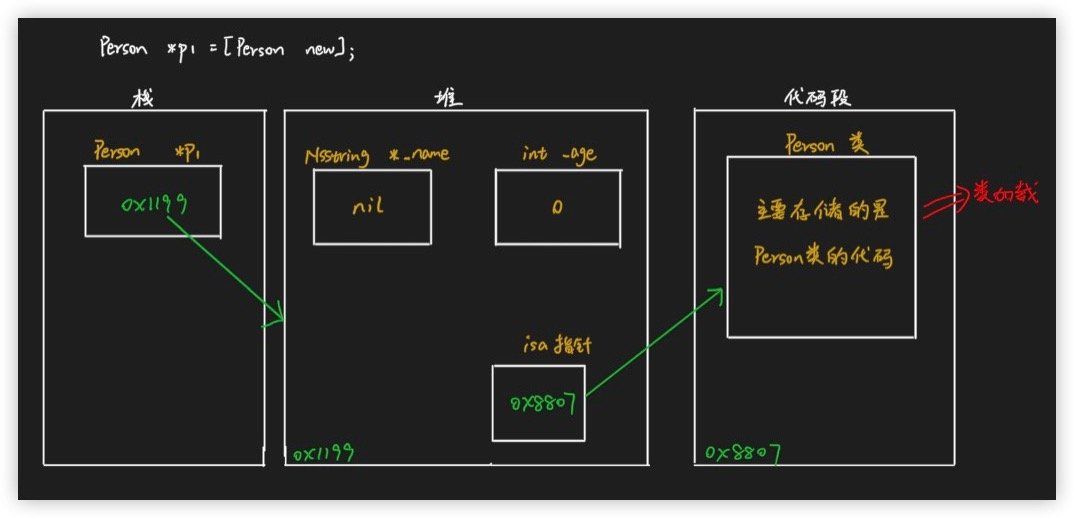 Person *p1 = [Person new];
栈
堆
代码段
Person *p1
NSString *_name
int _age
Person 类
0x1199
nil
0
主要存储的是
Person类的代码
类加载
isa 指针
0x8807
0x1199
0x8807